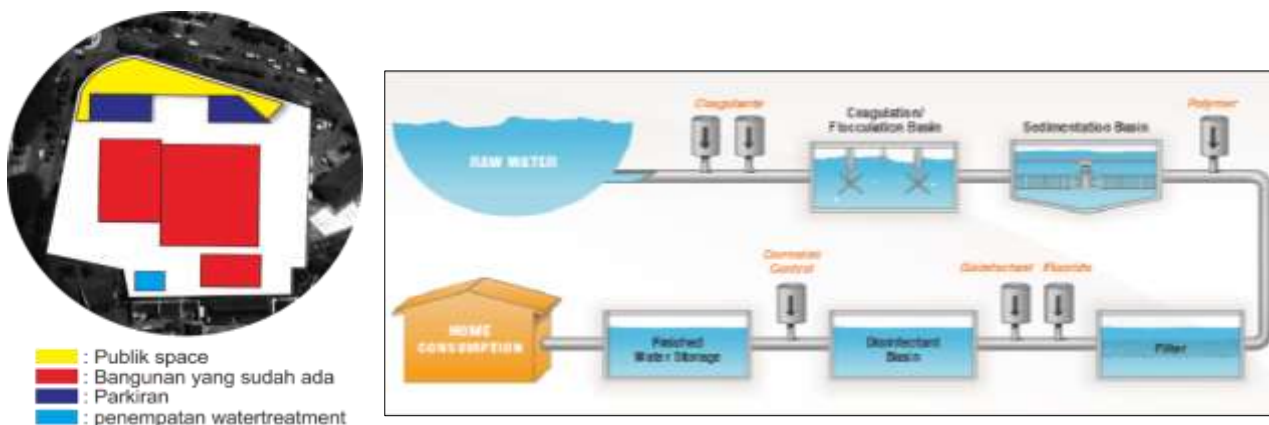 : Publik space
: Bangunan yang sudah ada
: Parkiran
: penempatan watertreatment
Coagulants
Coagulation/
Flocculation Basin
Sedimentation Basin
Polymer
RAW WATER
Corrosion
Control
Disinfectant
Fluoride
HOME
CONSUMPTION
Finished
Water Storage
Disinfectant
Basin
Filter